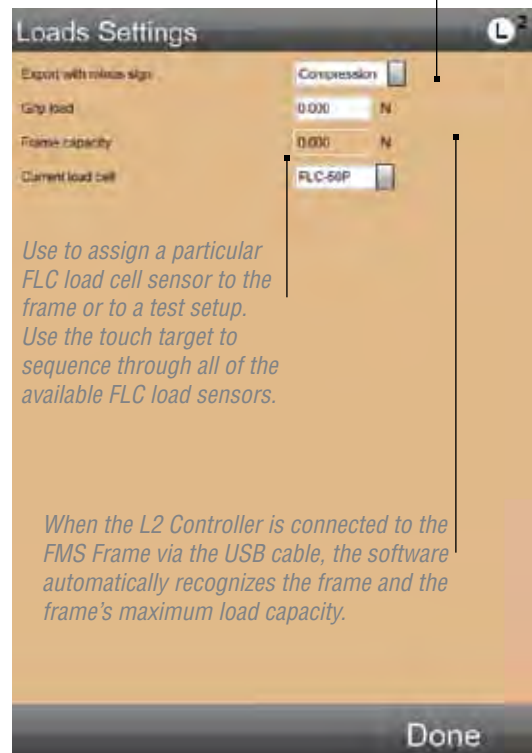 Loads Settings
L2
Export with minus sign Compression
Grip load 0.000 N
Frame capacity 0.000 N
Current load cell FLC-50P
Use to assign a particular
FLC load cell sensor to the
frame or to a test setup.
Use the touch target to
sequence through all of the
available FLC load sensors.
When the L2 Controller is connected to the
FMS Frame via the USB cable, the software
automatically recognizes the frame and the
frame's maximum load capacity.
Done